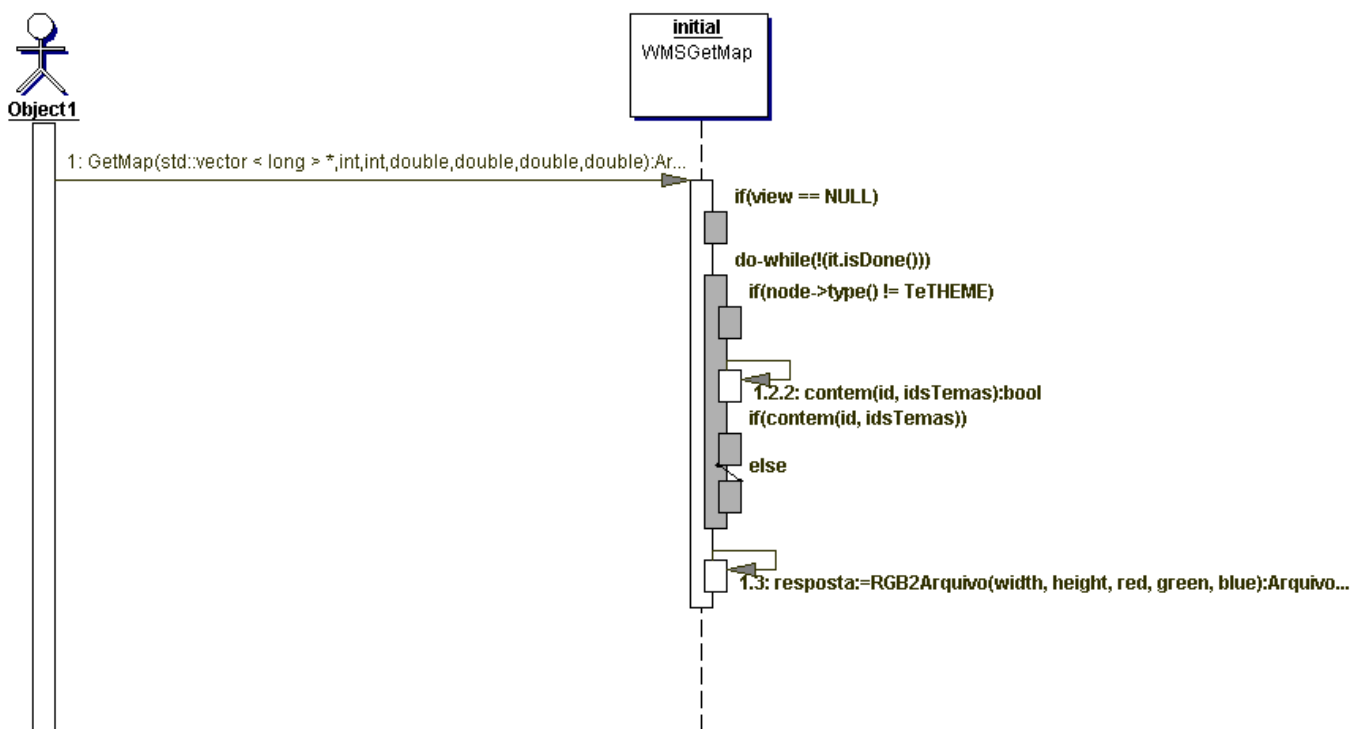 initial
WMSGetMap
Object1
1: GetMap(std::vector < long > *,int,int,double,double,double,double):Ar...
if(view == NULL)
do-while(!(it.isDone()))
if(node->type() != TeTHEME)
1.2.2: contem(id, idsTemas):bool
if(contem(id, idsTemas))
else
1.3: resposta:=RGB2Arquivo(width, height, red, green, blue):Arquivo...